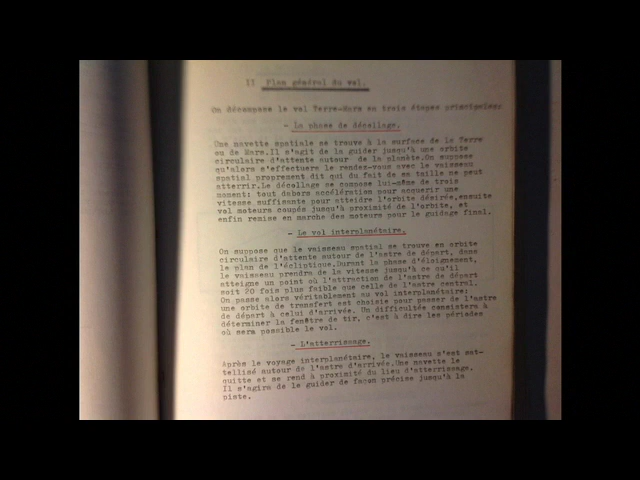 II Plan général du vol.
On décompose le vol Terre-Mars en trois étapes principales:
- La phase de décollage.
Une navette spatiale se trouve à la surface de la Terre
ou de Mars.Il s'agit de la guider jusqu'à une orbite
circulaire d'attente autour de la planète.On suppose
qu'alors s'effectuera le rendez-vous avec le vaisseau
spatial proprement dit qui du fait de sa taille ne peut
atterrir.Le décollage se compose lui-même de trois
moment: tout dabors accélération pour acquerir une
vitesse suffisante pour atteidre l'orbite désirée,ensuite
vol moteurs coupés jusqu'à proximité de l'orbite, et
enfin remise en marche des moteurs pour le guidage final.
- Le vol interplanétaire.
On suppose que le vaisseau spatial se trouve en orbite
circulaire d'attente autour de l'astre de départ, dans
le plan de l'écliptique.Durant la phase d'éloignement,
le vaisseau prendra de la vitesse jusqu'à ce qu'il
atteigne un point où l'attraction de l'astre de départ
soit 20 fois plus faible que celle de l'astre central.
On passe alors véritablement au vol interplanétaire:
une orbite de transfert est choisie pour passer de l'astre
de départ à celui d'arrivée. Un difficultée consistera à
déterminer la fenêtre de tir, c'est à dire les périodes
où sera possible le vol.
- L'atterrissage.
Après le voyage interplanétaire, le vaisseau s'est sat-
tellisé autour de l'astre d'arrivée.Une navette le
quitte et se rend à proximité du lieu d'atterrissage.
Il s'agira de la guider de façon précise jusqu'à la
piste.